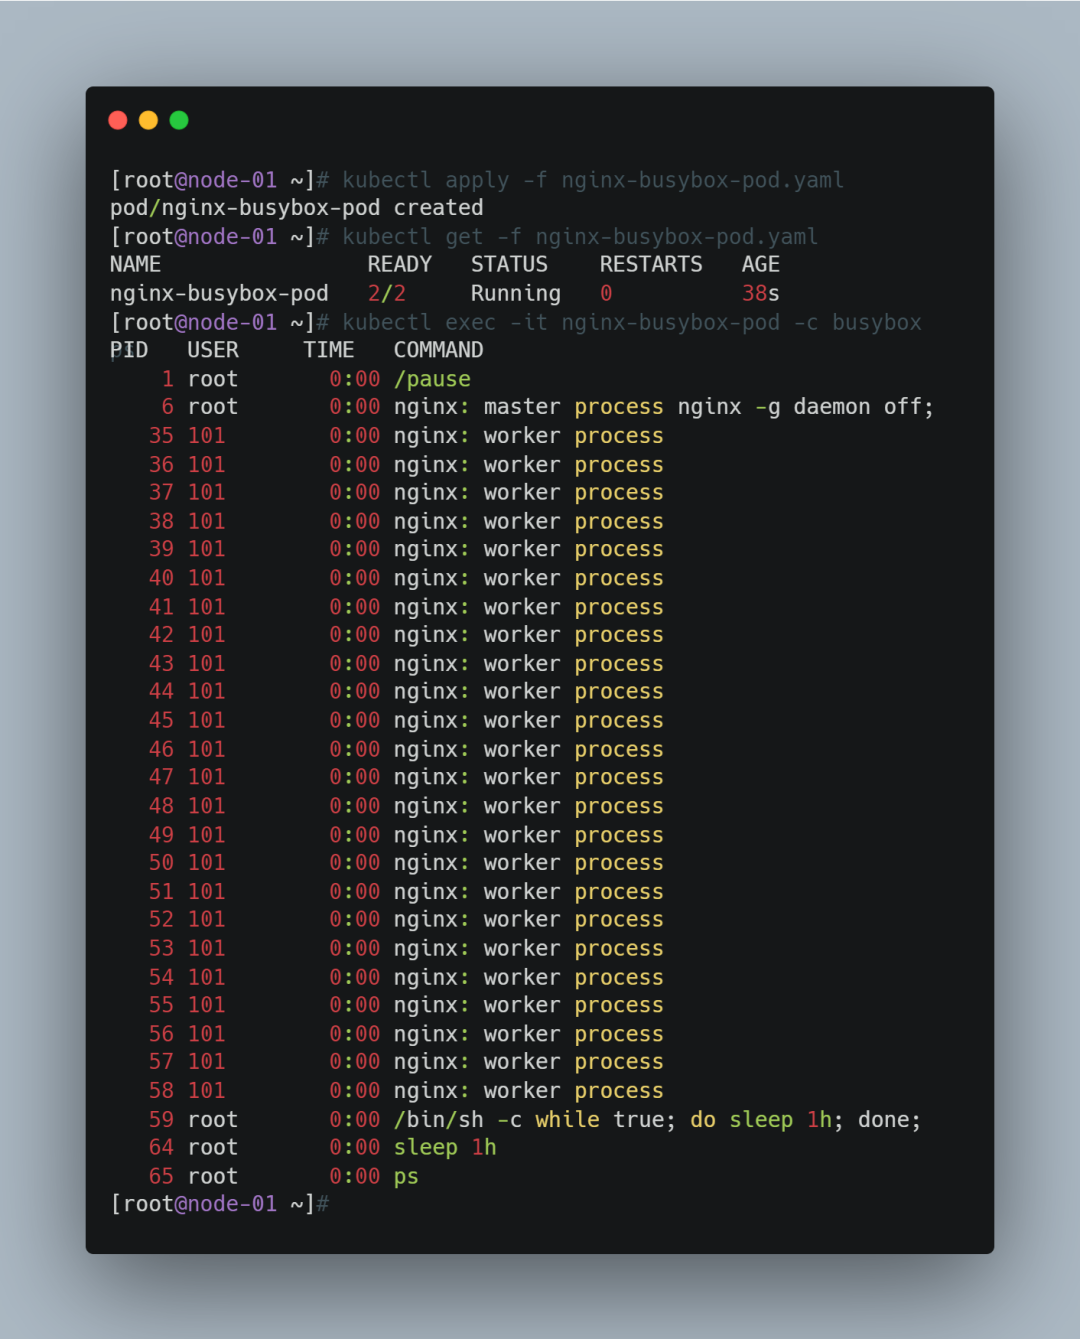 [root@node-01 ~]# kubectl apply -f nginx-busybox-pod.yaml
pod/nginx-busybox-pod created
[root@node-01 ~]# kubectl get -f nginx-busybox-pod.yaml
NAME                READY   STATUS    RESTARTS   AGE
nginx-busybox-pod   2/2     Running   0          38s
[root@node-01 ~]# kubectl exec -it nginx-busybox-pod -c busybox
PID   USER     TIME   COMMAND
    1 root       0:00 /pause
    6 root       0:00 nginx: master process nginx -g daemon off;
   35 101        0:00 nginx: worker process
   36 101        0:00 nginx: worker process
   37 101        0:00 nginx: worker process
   38 101        0:00 nginx: worker process
   39 101        0:00 nginx: worker process
   40 101        0:00 nginx: worker process
   41 101        0:00 nginx: worker process
   42 101        0:00 nginx: worker process
   43 101        0:00 nginx: worker process
   44 101        0:00 nginx: worker process
   45 101        0:00 nginx: worker process
   46 101        0:00 nginx: worker process
   47 101        0:00 nginx: worker process
   48 101        0:00 nginx: worker process
   49 101        0:00 nginx: worker process
   50 101        0:00 nginx: worker process
   51 101        0:00 nginx: worker process
   52 101        0:00 nginx: worker process
   53 101        0:00 nginx: worker process
   54 101        0:00 nginx: worker process
   55 101        0:00 nginx: worker process
   56 101        0:00 nginx: worker process
   57 101        0:00 nginx: worker process
   58 101        0:00 nginx: worker process
   59 root       0:00 /bin/sh -c while true; do sleep 1h; done;
   64 root       0:00 sleep 1h
   65 root       0:00 ps
[root@node-01 ~]#